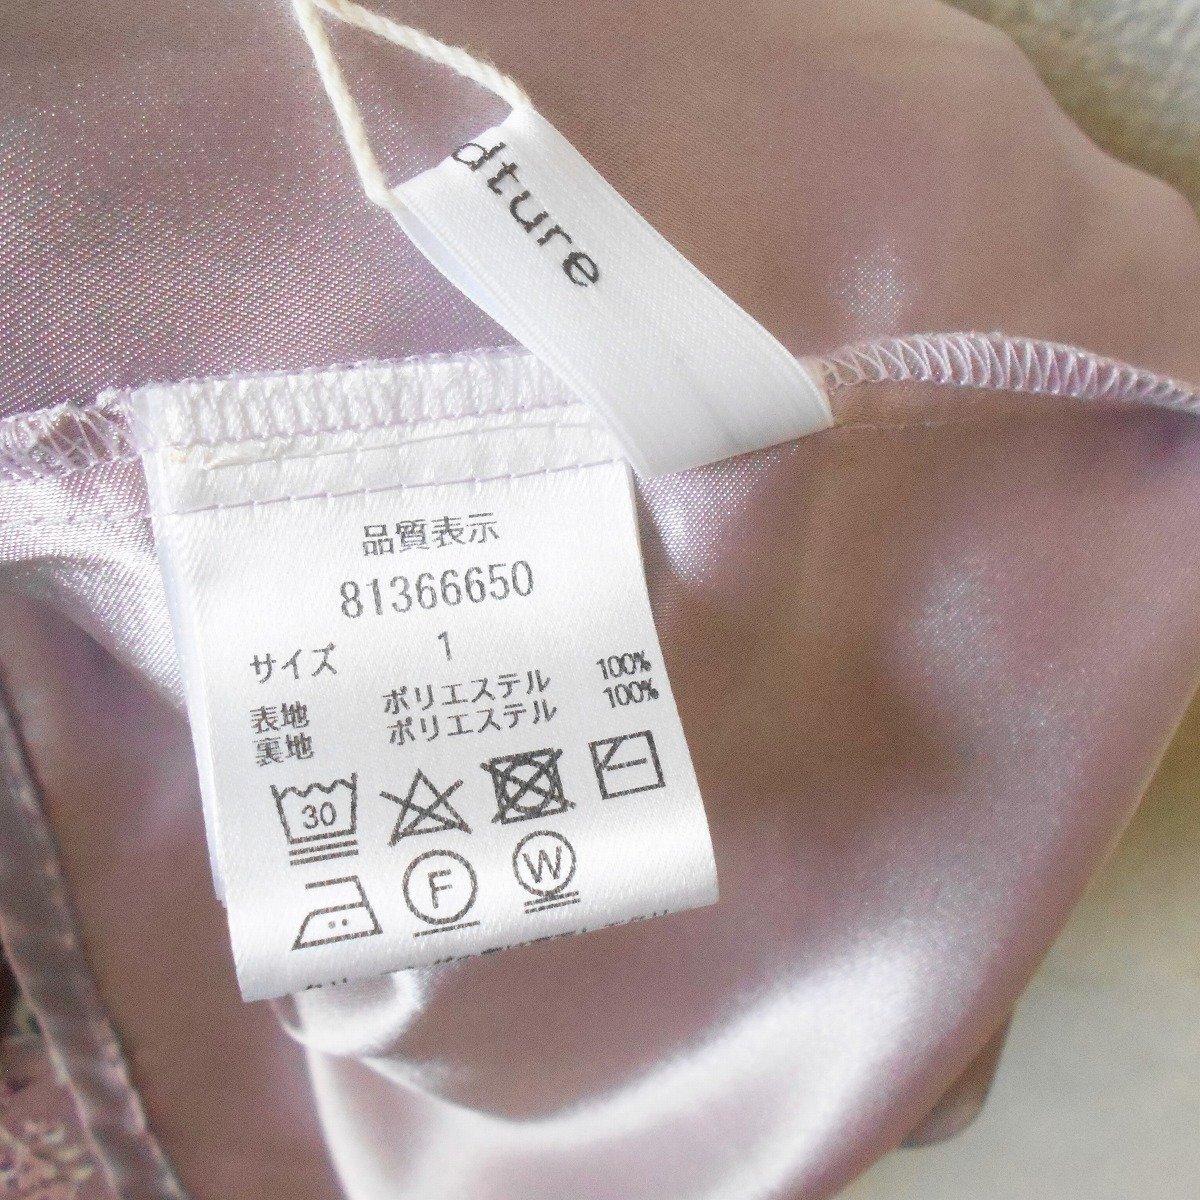 dture
品質表示
81366650
サイズ 1
表地 ポリエステル 100%
裏地 ポリエステル 100%
30
F W